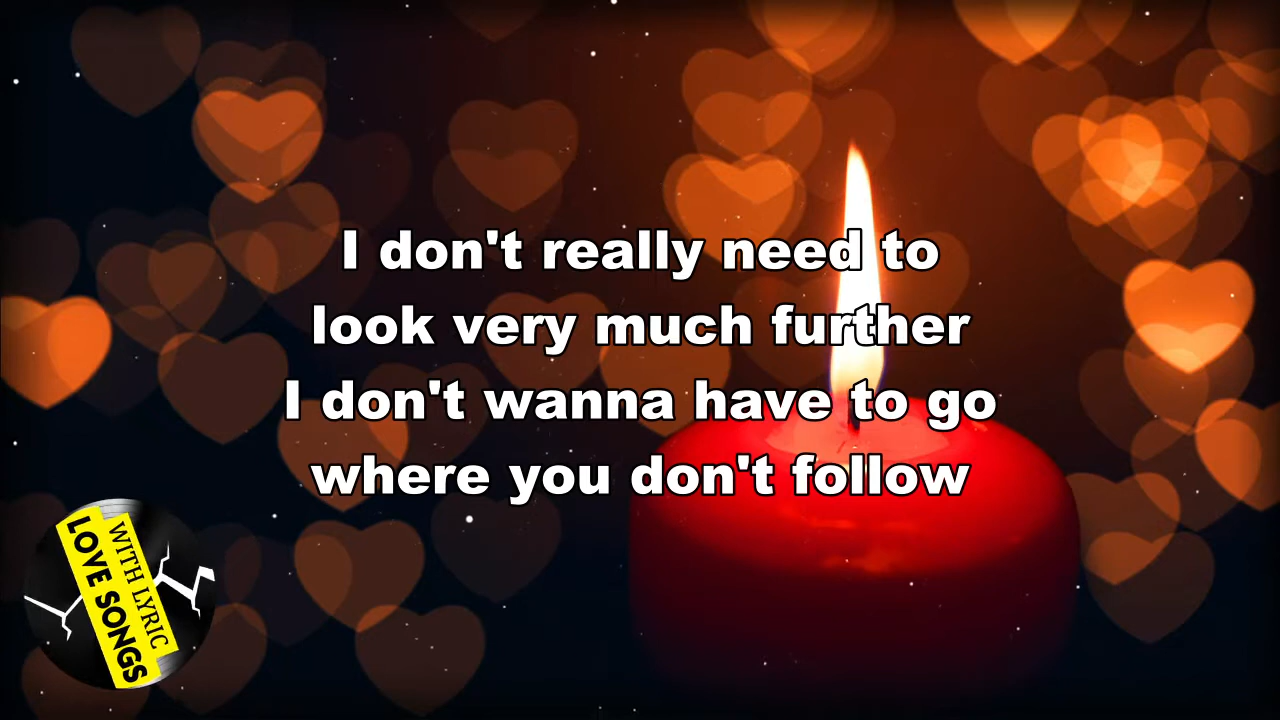 I don't really need to
look very much further
I don't wanna have to go
where you don't follow
WITH LYRIC
LOVE SONGS